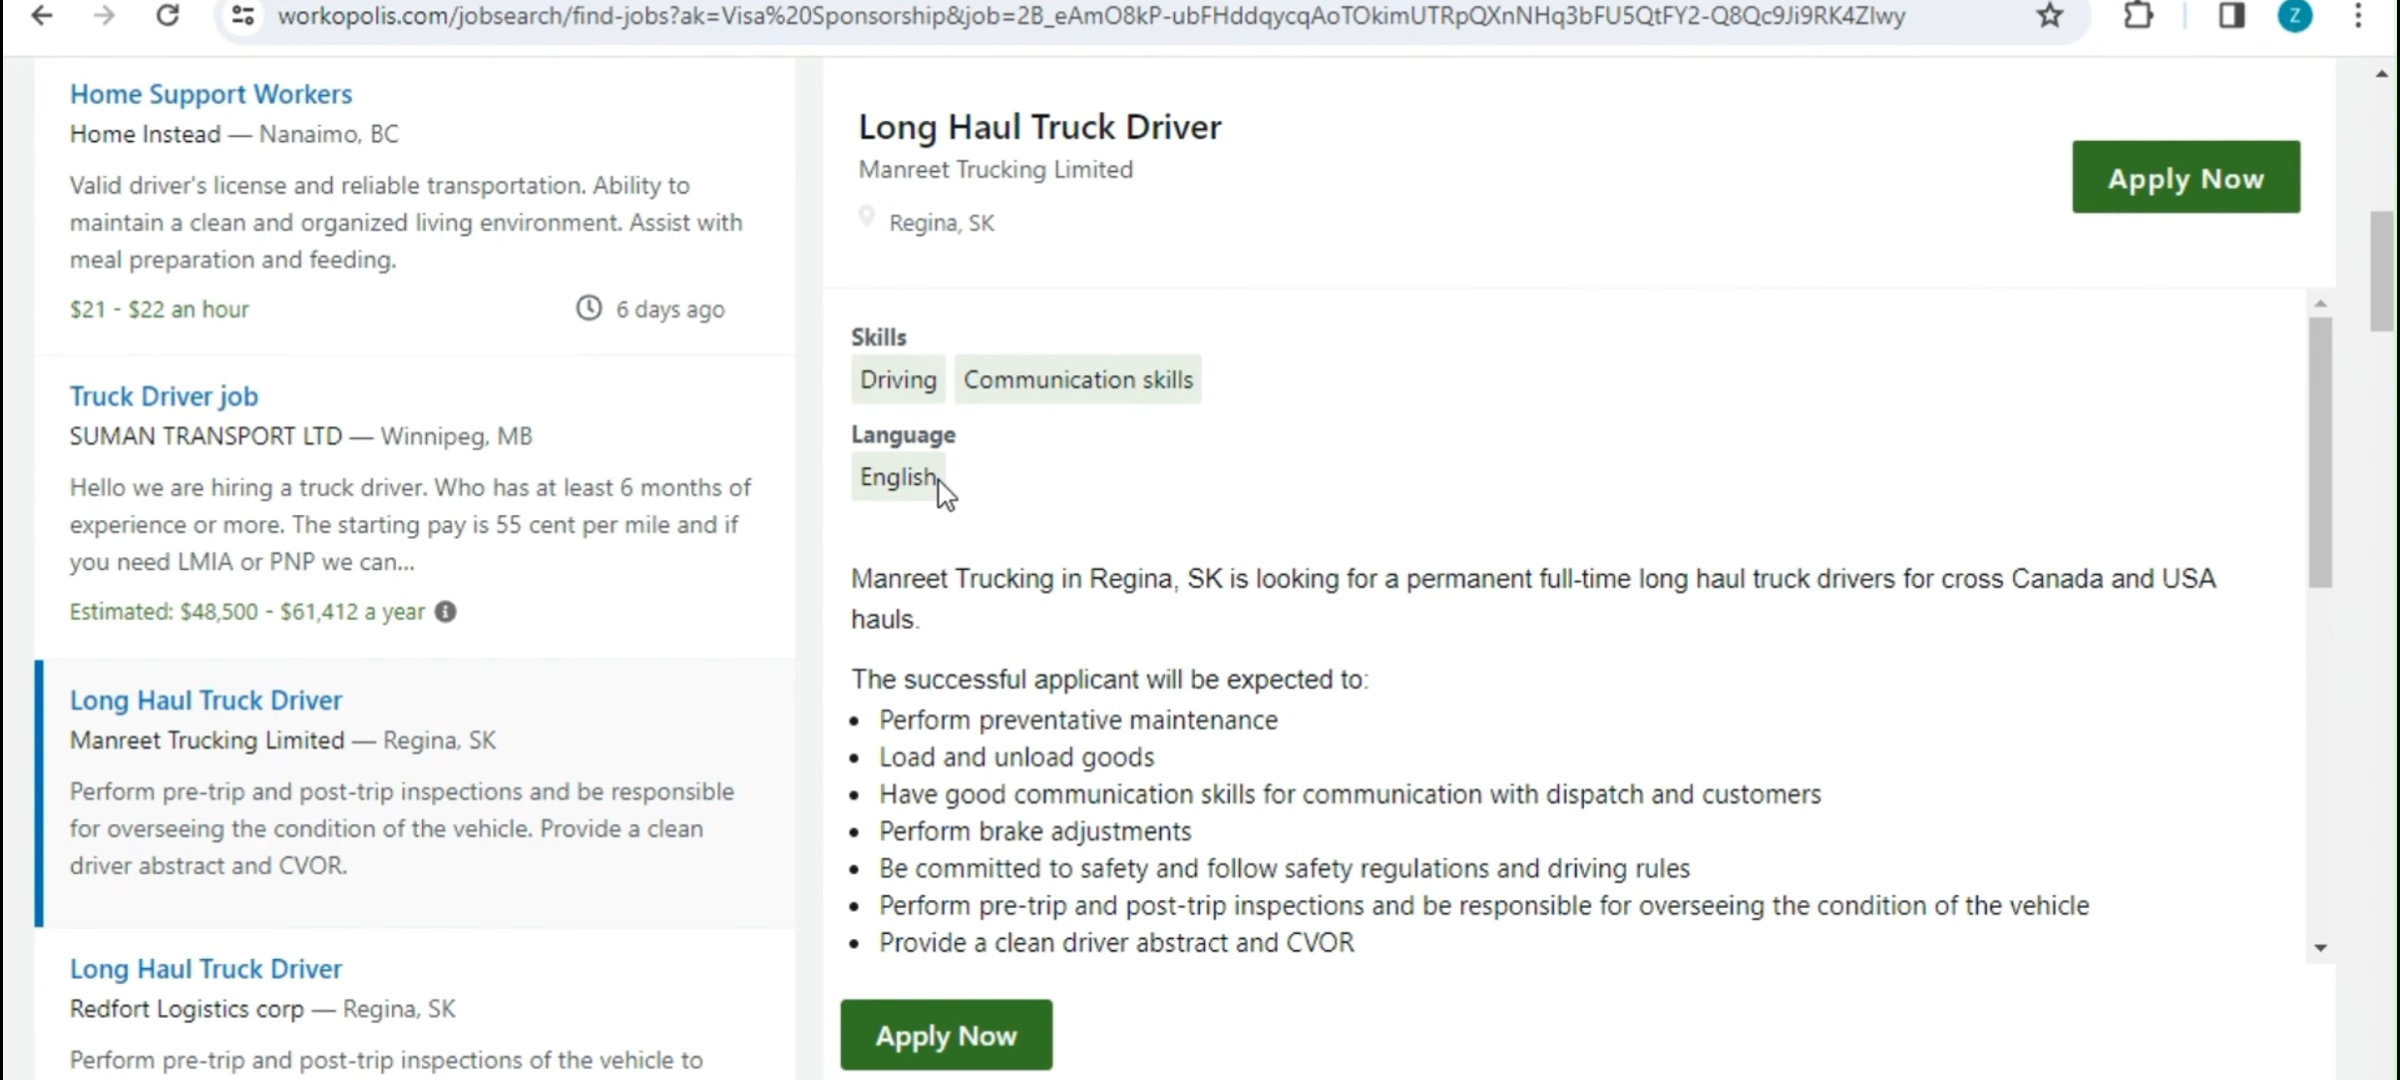 workopolis.com/jobsearch/find-jobs?ak=Visa%20Sponsorship&job=2B_eAmO8kP-ubFHddqycqAoTOkimUTRpQXnNHq3bFU5QtFY2-Q8Qc9Ji9RK4ZIwy
Z
Home Support Workers
Home Instead — Nanaimo, BC
Valid driver's license and reliable transportation. Ability to
maintain a clean and organized living environment. Assist with
meal preparation and feeding.
$21 - $22 an hour
6 days ago
Truck Driver job
SUMAN TRANSPORT LTD — Winnipeg, MB
Hello we are hiring a truck driver. Who has at least 6 months of
experience or more. The starting pay is 55 cent per mile and if
you need LMIA or PNP we can...
Estimated: $48,500 - $61,412 a year
Long Haul Truck Driver
Manreet Trucking Limited — Regina, SK
Perform pre-trip and post-trip inspections and be responsible
for overseeing the condition of the vehicle. Provide a clean
driver abstract and CVOR.
Long Haul Truck Driver
Redfort Logistics corp — Regina, SK
Perform pre-trip and post-trip inspections of the vehicle to
Long Haul Truck Driver
Manreet Trucking Limited
Regina, SK
Apply Now
Skills
Driving
Communication skills
Language
English
Manreet Trucking in Regina, SK is looking for a permanent full-time long haul truck drivers for cross Canada and USA
hauls.
The successful applicant will be expected to:
• Perform preventative maintenance
• Load and unload goods
• Have good communication skills for communication with dispatch and customers
• Perform brake adjustments
• Be committed to safety and follow safety regulations and driving rules
• Perform pre-trip and post-trip inspections and be responsible for overseeing the condition of the vehicle
• Provide a clean driver abstract and CVOR
Apply Now